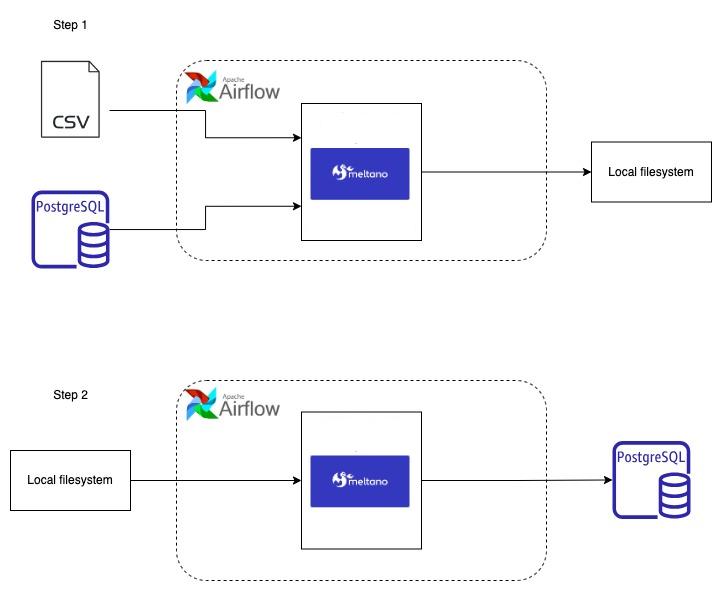 Step 1
Apache
Airflow
CSV
meltano
Local filesystem
PostgreSQL
Step 2
Apache
Airflow
meltano
PostgreSQL
Local filesystem